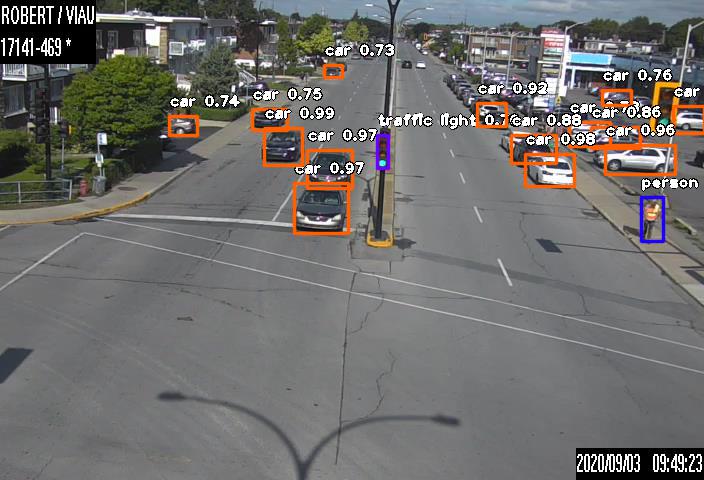 ROBERT / VIAU
17141-469 *
car 0.73
car 0.76
car 0.92
car
car 0.75
car 0.74
car 0.99
car 0.86
traffic light 0.7
car 0.88
car 0.97
car 0.96
car 0.98
car 0.97
person
2020/09/03 09:49:23